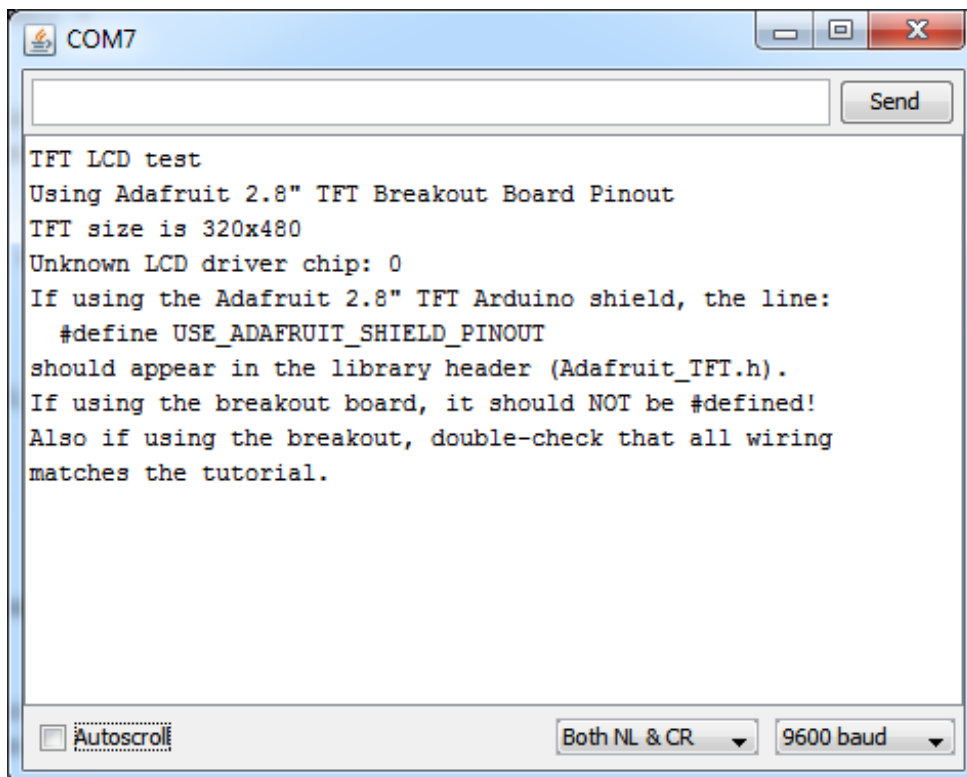 COM7
Send
TFT LCD test
Using Adafruit 2.8" TFT Breakout Board Pinout
TFT size is 320x480
Unknown LCD driver chip: 0
If using the Adafruit 2.8" TFT Arduino shield, the line:
  #define USE_ADAFRUIT_SHIELD_PINOUT
should appear in the library header (Adafruit_TFT.h).
If using the breakout board, it should NOT be #defined!
Also if using the breakout, double-check that all wiring
matches the tutorial.
Autoscroll Both NL & CR 9600 baud